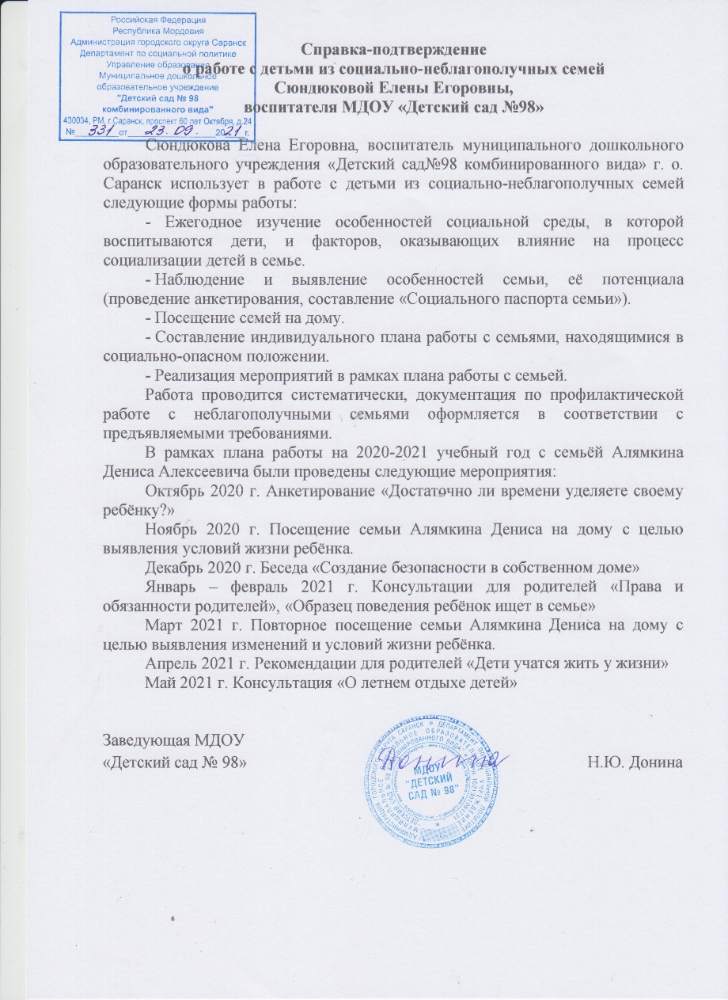 Российская Федерация
Республика Мордовия
Администрация городского округа Саранск
Департамент по социальной политике
Управление образования
Муниципальное дошкольное
образовательное учреждение
"Детский сад № 98
комбинированного вида"
430034, РМ, г.Саранск, проспект 60 лет Октября, д.24
№ 331 от 23.09. 2021 г.
Справка-подтверждение
о работе с детьми из социально-неблагополучных семей
Сюндюковой Елены Егоровны,
воспитателя МДОУ «Детский сад №98»
Сюндюкова Елена Егоровна, воспитатель муниципального дошкольного
образовательного учреждения «Детский сад№98 комбинированного вида» г. о.
Саранск использует в работе с детьми из социально-неблагополучных семей
следующие формы работы:
- Ежегодное изучение особенностей социальной среды, в которой
воспитываются дети, и факторов, оказывающих влияние на процесс
социализации детей в семье.
- Наблюдение и выявление особенностей семьи, её потенциала
(проведение анкетирования, составление «Социального паспорта семьи»).
- Посещение семей на дому.
- Составление индивидуального плана работы с семьями, находящимися в
социально-опасном положении.
- Реализация мероприятий в рамках плана работы с семьей.
Работа проводится систематически, документация по профилактической
работе с неблагополучными семьями оформляется в соответствии с
предъявляемыми требованиями.
В рамках плана работы на 2020-2021 учебный год с семьёй Алямкина
Дениса Алексеевича были проведены следующие мероприятия:
Октябрь 2020 г. Анкетирование «Достаточно ли времени уделяете своему
ребёнку?»
Ноябрь 2020 г. Посещение семьи Алямкина Дениса на дому с целью
выявления условий жизни ребёнка.
Декабрь 2020 г. Беседа «Создание безопасности в собственном доме»
Январь – февраль 2021 г. Консультации для родителей «Права и
обязанности родителей», «Образец поведения ребёнок ищет в семье»
Март 2021 г. Повторное посещение семьи Алямкина Дениса на дому с
целью выявления изменений и условий жизни ребёнка.
Апрель 2021 г. Рекомендации для родителей «Дети учатся жить у жизни»
Май 2021 г. Консультация «О летнем отдыхе детей»
Заведующая МДОУ
«Детский сад № 98» Н.Ю. Донина
МДОУ
"ДЕТСКИЙ
САД № 98"